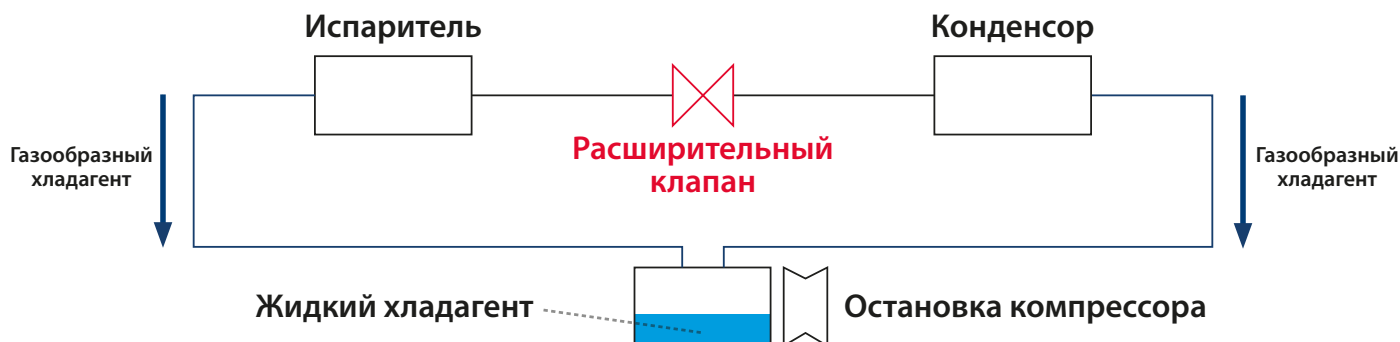 Испаритель
Конденсор
Газообразный
хладагент
Расширительный
клапан
Газообразный
хладагент
Жидкий хладагент
Остановка компрессора